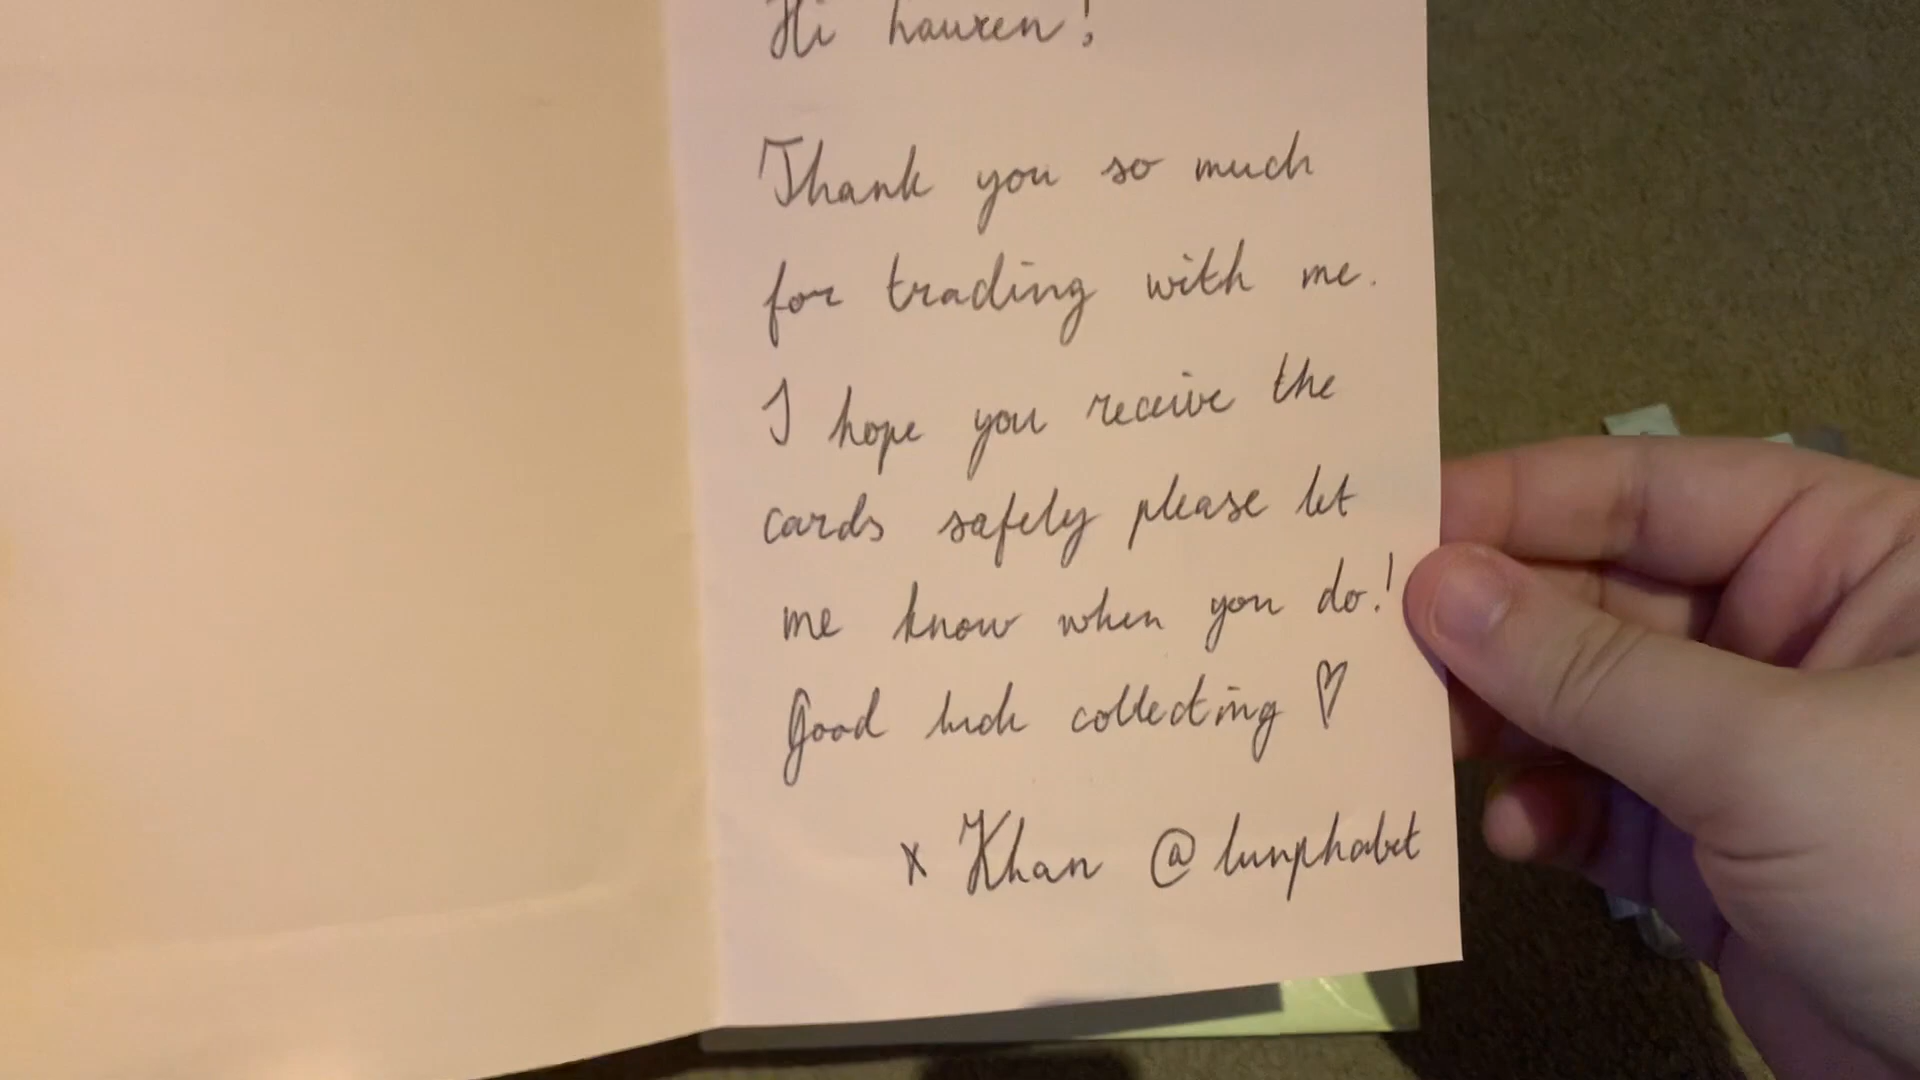 Hi Lauren!
Thank you so much
for trading with me.
I hope you receive the
cards safely please let
me know when you do!
Good luck collecting ♡
x Khan @lunphabet